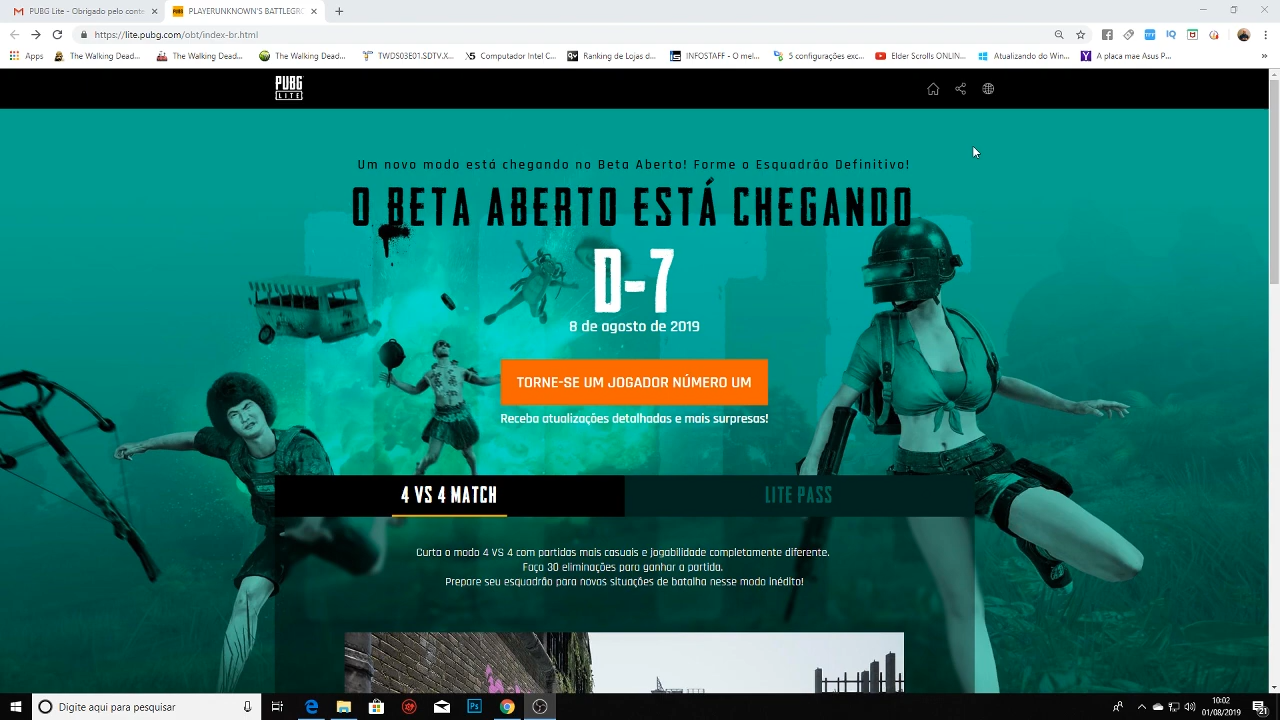 PUBG Lite - Obrigado pelo conte
PLAYERUNKNOWN'S BATTLEGRO
https://lite.pubg.com/obt/index-br.html
Apps
The Walking Dead...
The Walking Dead...
The Walking Dead...
TWDS03E01.SDTV.X...
Computador Intel C...
Ranking do Lojas d...
INFOSTAFF - O mel...
5 configurações exc...
Elder Scrolls ONLIN...
Atualizando do Win...
A placa mae Asus P...
PUBG
LITE
Um novo modo está chegando no Beta Aberto! Forme o Esquadrão Definitivo!
O BETA ABERTO ESTÁ CHEGANDO
D-7
8 de agosto de 2019
TORNE-SE UM JOGADOR NÚMERO UM
Receba atualizações detalhadas e mais surpresas!
4 VS 4 MATCH
LITE PASS
Curta o modo 4 VS 4 com partidas mais casuais e jogabilidade completamente diferente.
Faça 30 eliminações para ganhar a partida.
Prepare seu esquadrão para novas situações de batalha nesse modo inédito!
Digite aqui para pesquisar
10:02
01/08/2019